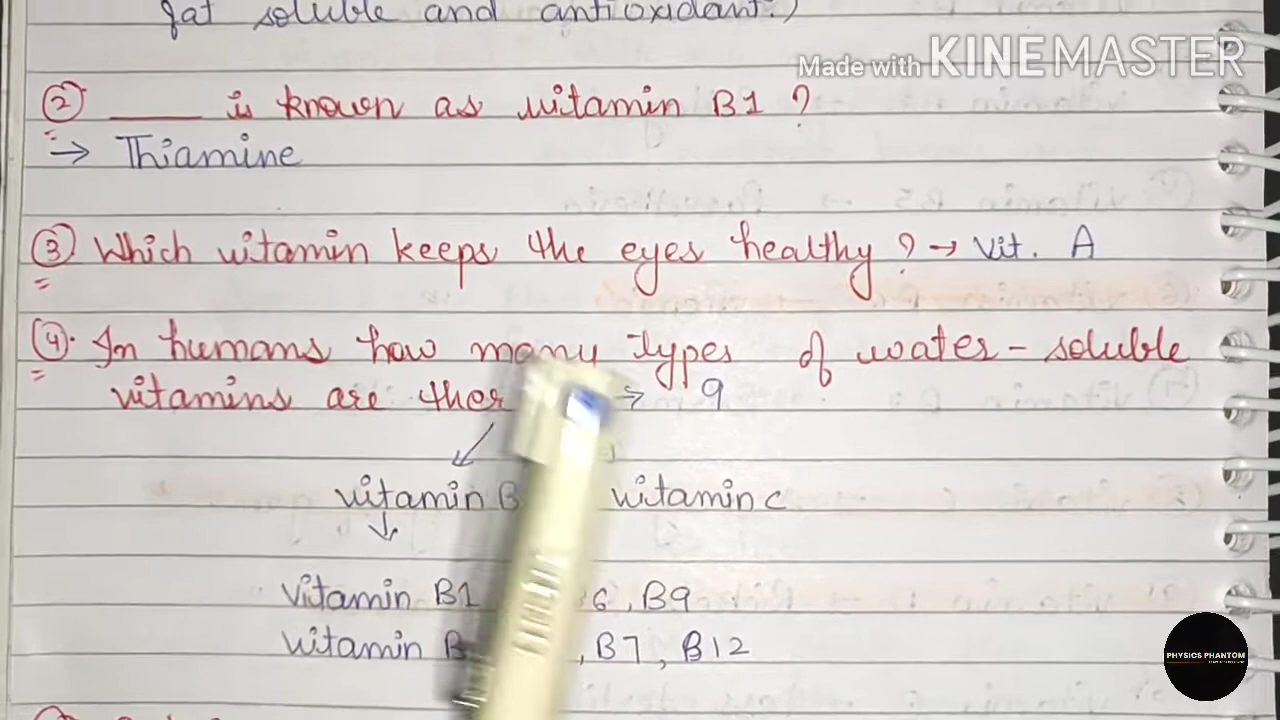 fat soluble and antioxidant.)
Made with KINEMASTER
② ____ is known as vitamin B1 ?
→ Thiamine
③ Which vitamin keeps the eyes healthy ? → Vit. A
④. In humans how many types of water-soluble
vitamins are → 9
vitamin B vitamin c
Vitamin B1 6, B9
vitamin B , B7, B12
PHYSICS PHANTOM